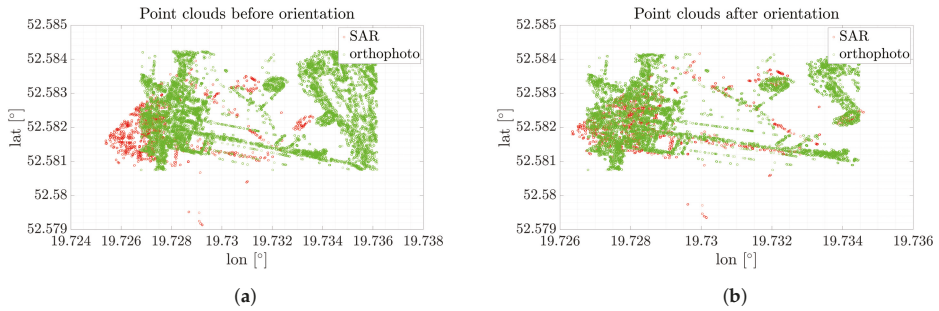 Point clouds before orientation
52.585
52.584
52.583
52.582
52.581
52.58
52.579
lat [°]
SAR
orthophoto
19.724
19.726
19.728
19.73
19.732
19.734
19.736
19.738
lon [°]
(a)
Point clouds after orientation
52.585
52.584
52.583
52.582
52.581
52.58
52.579
lat [°]
SAR
orthophoto
19.726
19.728
19.73
19.732
19.734
19.736
lon [°]
(b)